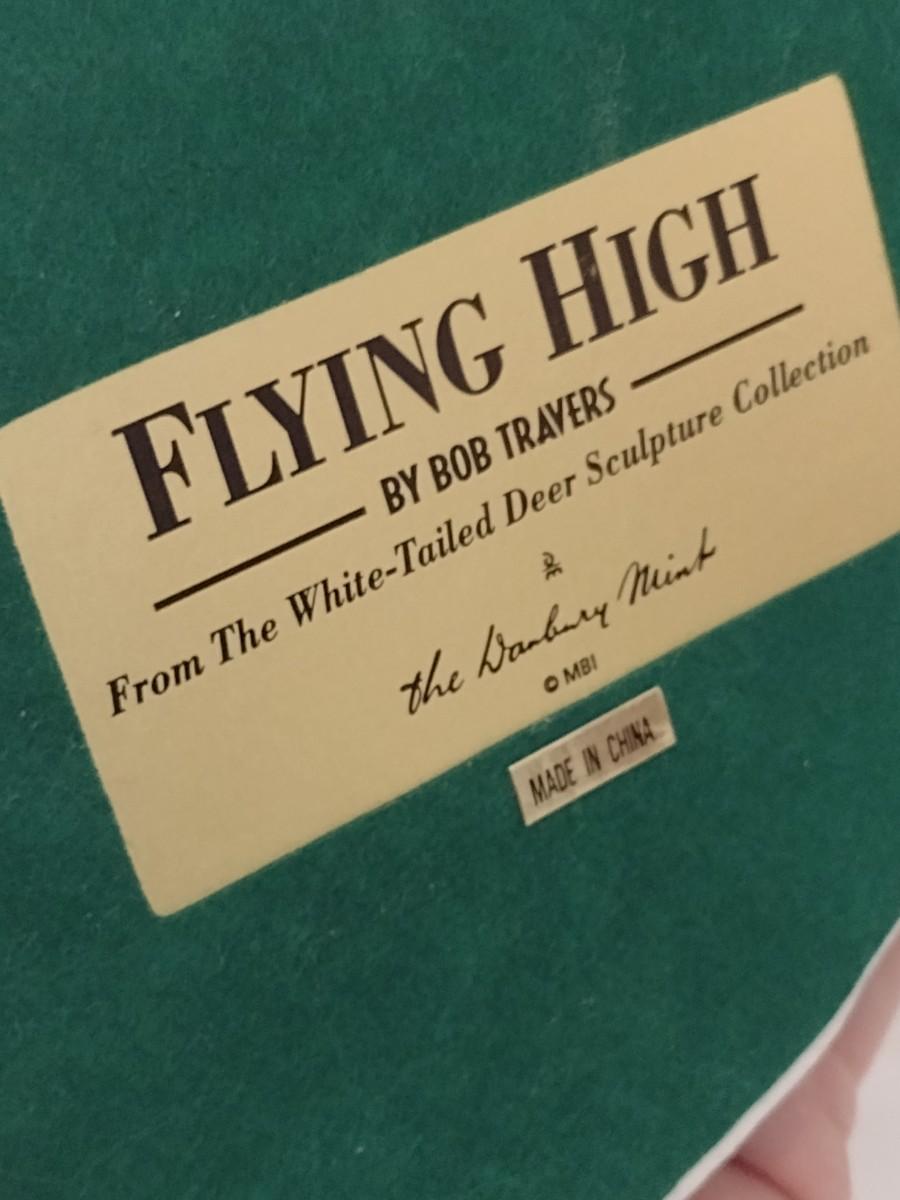 FLYING HIGH
BY BOB TRAVERS
From The White-Tailed Deer Sculpture Collection
DM
the Danbury Mint
© MBI
MADE IN CHINA